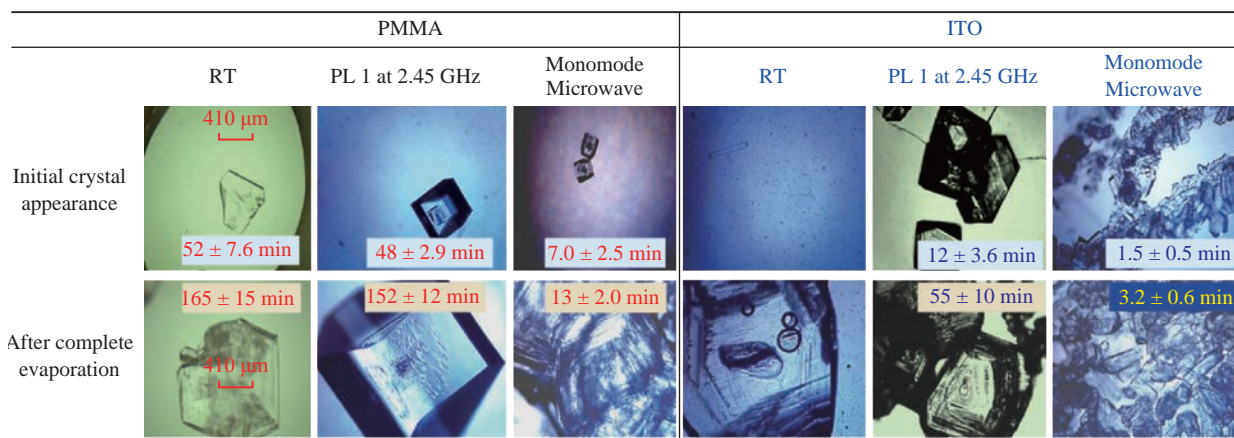 PMMA
ITO
RT
PL 1 at 2.45 GHz
Monomode
Microwave
RT
PL 1 at 2.45 GHz
Monomode
Microwave
Initial crystal
appearance
410 μm
52 ± 7.6 min
48 ± 2.9 min
7.0 ± 2.5 min
12 ± 3.6 min
1.5 ± 0.5 min
After complete
evaporation
165 ± 15 min
410 μm
152 ± 12 min
13 ± 2.0 min
55 ± 10 min
3.2 ± 0.6 min